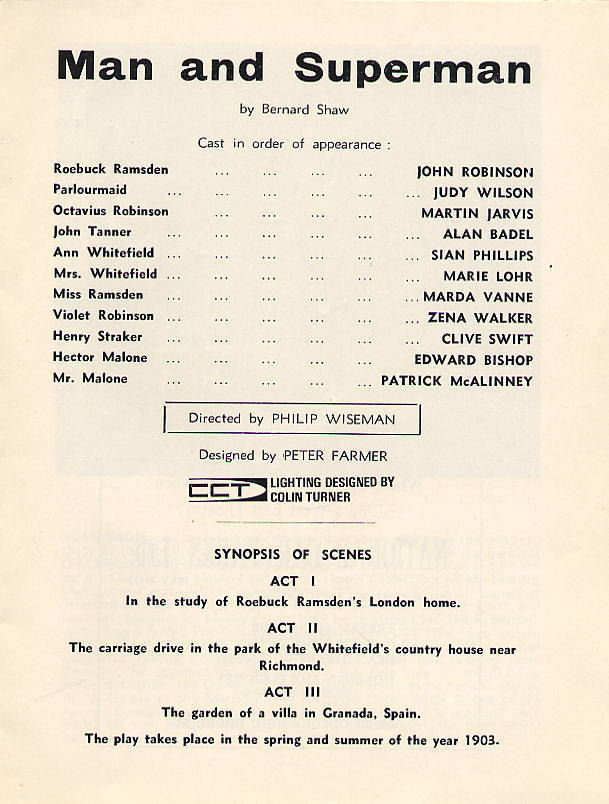 Man and Superman
by Bernard Shaw
Cast in order of appearance :
Roebuck Ramsden ... ... ... ... JOHN ROBINSON
Parlourmaid ... ... ... ... ... ... JUDY WILSON
Octavius Robinson ... ... ... ... MARTIN JARVIS
John Tanner ... ... ... ... ... ... ALAN BADEL
Ann Whitefield ... ... ... ... ... ... SIAN PHILLIPS
Mrs. Whitefield ... ... ... ... ... ... MARIE LOHR
Miss Ramsden ... ... ... ... ... ... MARDA VANNE
Violet Robinson ... ... ... ... ... ... ZENA WALKER
Henry Straker ... ... ... ... ... ... CLIVE SWIFT
Hector Malone ... ... ... ... ... EDWARD BISHOP
Mr. Malone ... ... ... ... ... PATRICK McALINNEY
Directed by PHILIP WISEMAN
Designed by PETER FARMER
CCT LIGHTING DESIGNED BY
COLIN TURNER
SYNOPSIS OF SCENES
ACT I
In the study of Roebuck Ramsden's London home.
ACT II
The carriage drive in the park of the Whitefield's country house near
Richmond.
ACT III
The garden of a villa in Granada, Spain.
The play takes place in the spring and summer of the year 1903.